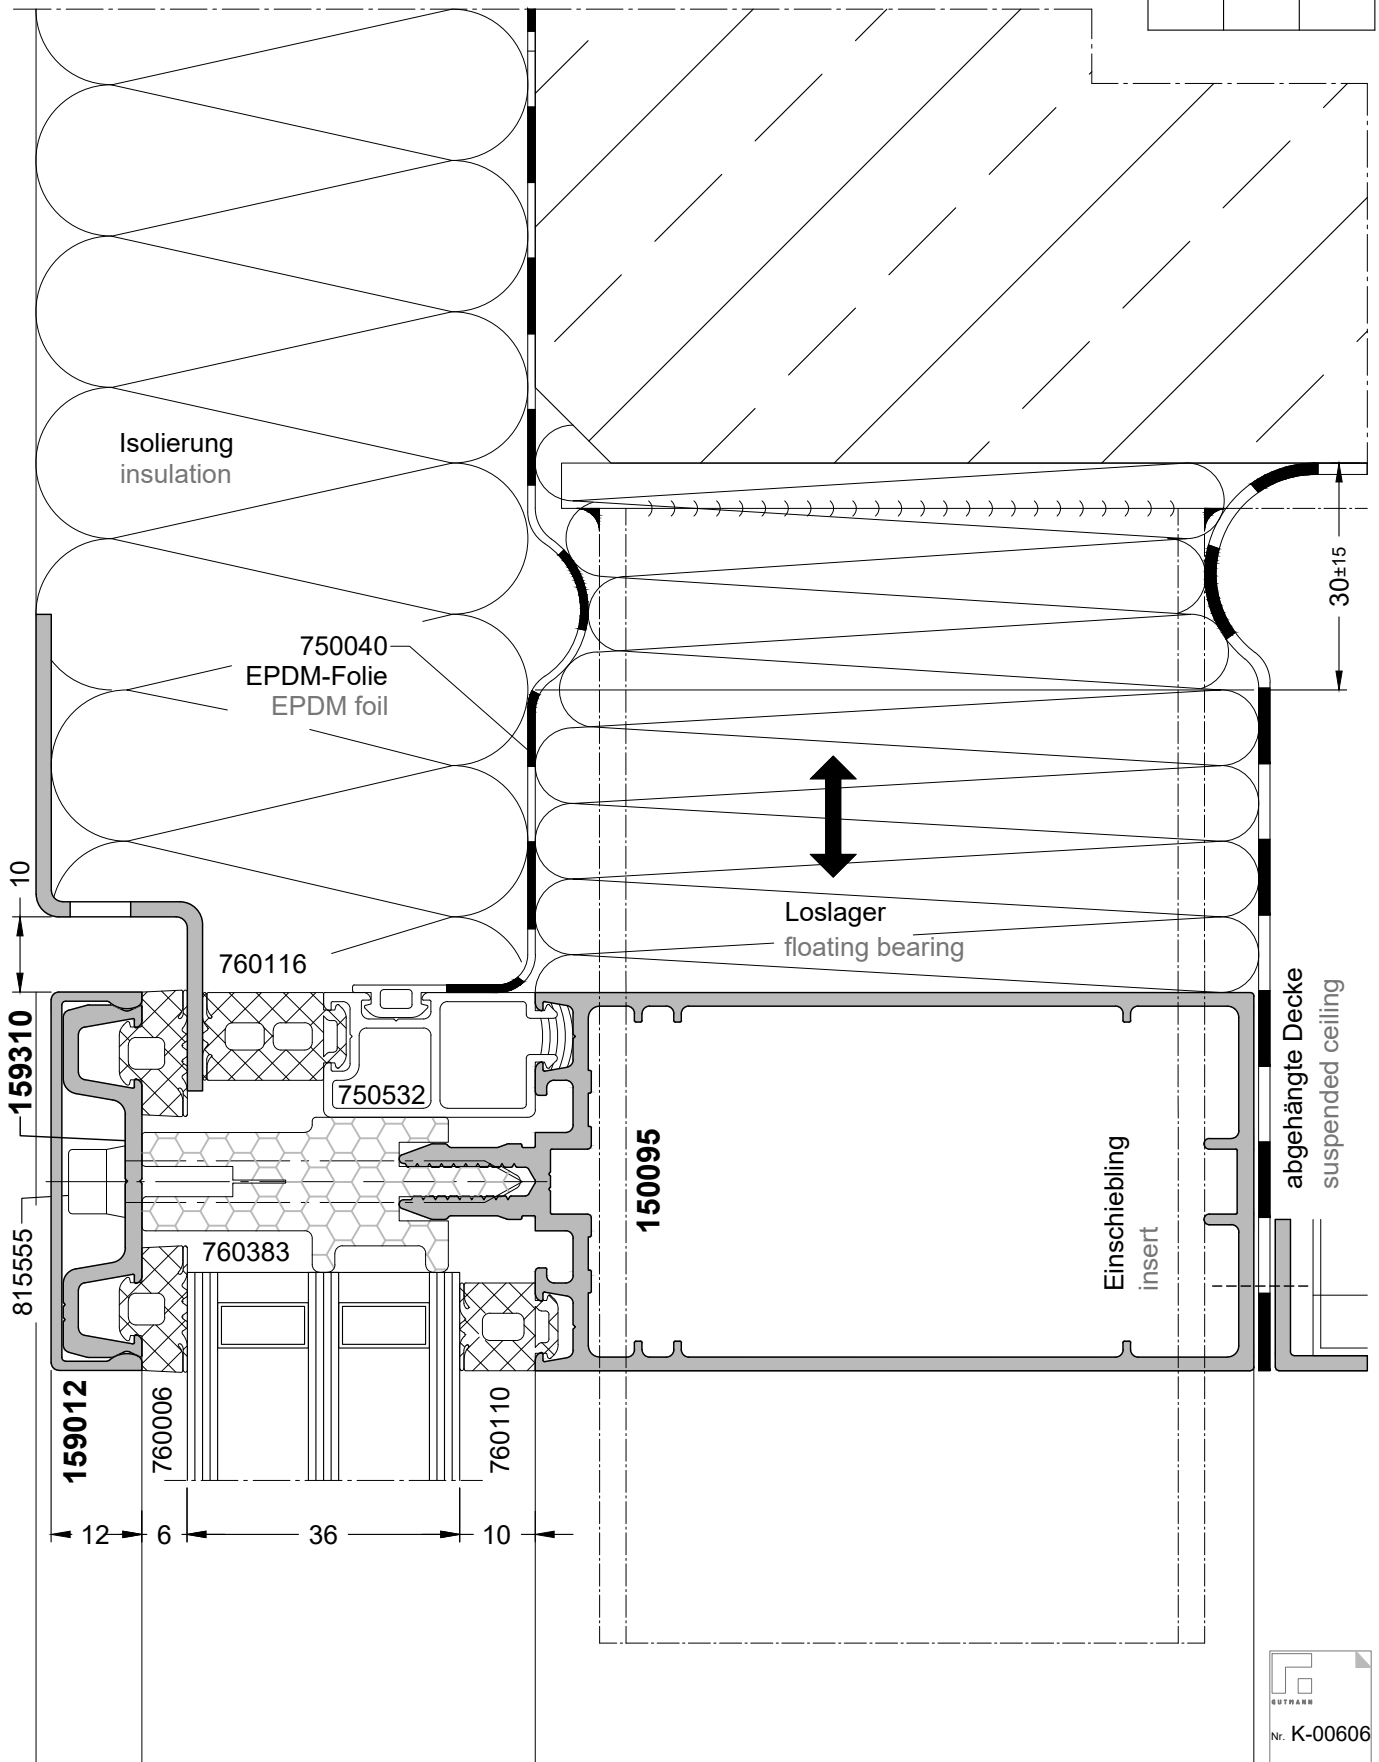 Isolierung
insulation
750040
EPDM-Folie
EPDM foil
30±15
10
Loslager
floating bearing
760116
159310
750532
150095
Einschiebling
insert
abgehängte Decke
suspended ceiling
815555
760383
159012
760006
760110
12
6
36
10
GUTMANN
Nr. K-00606